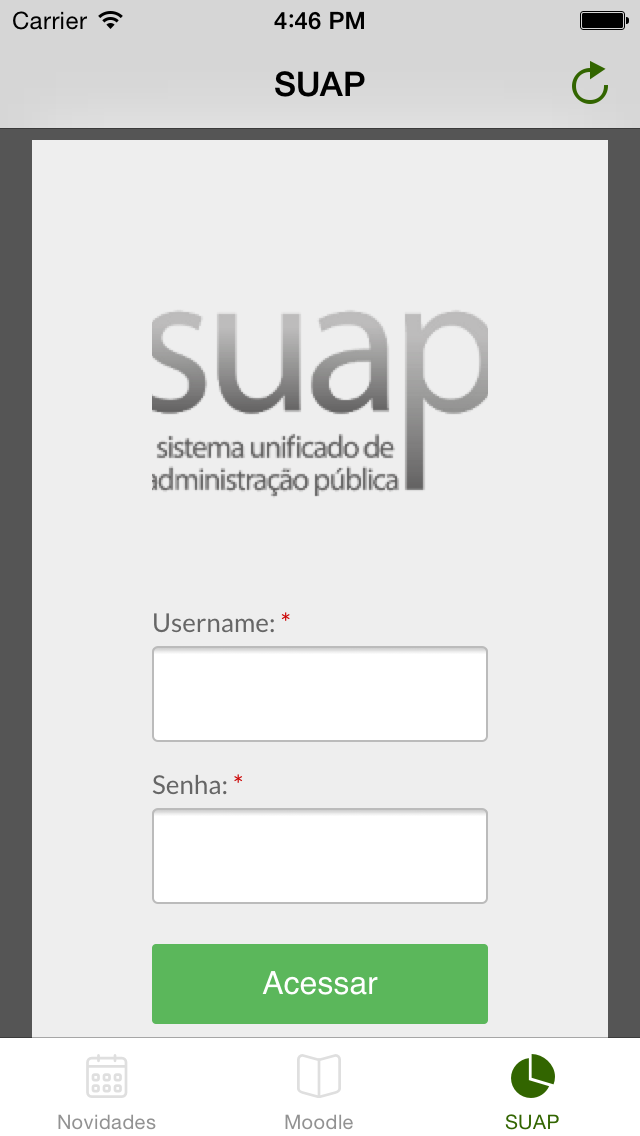 Carrier 4:46 PM
SUAP
suap
sistema unificado de
administração pública
Username: *
Senha: *
Acessar
Novidades Moodle SUAP